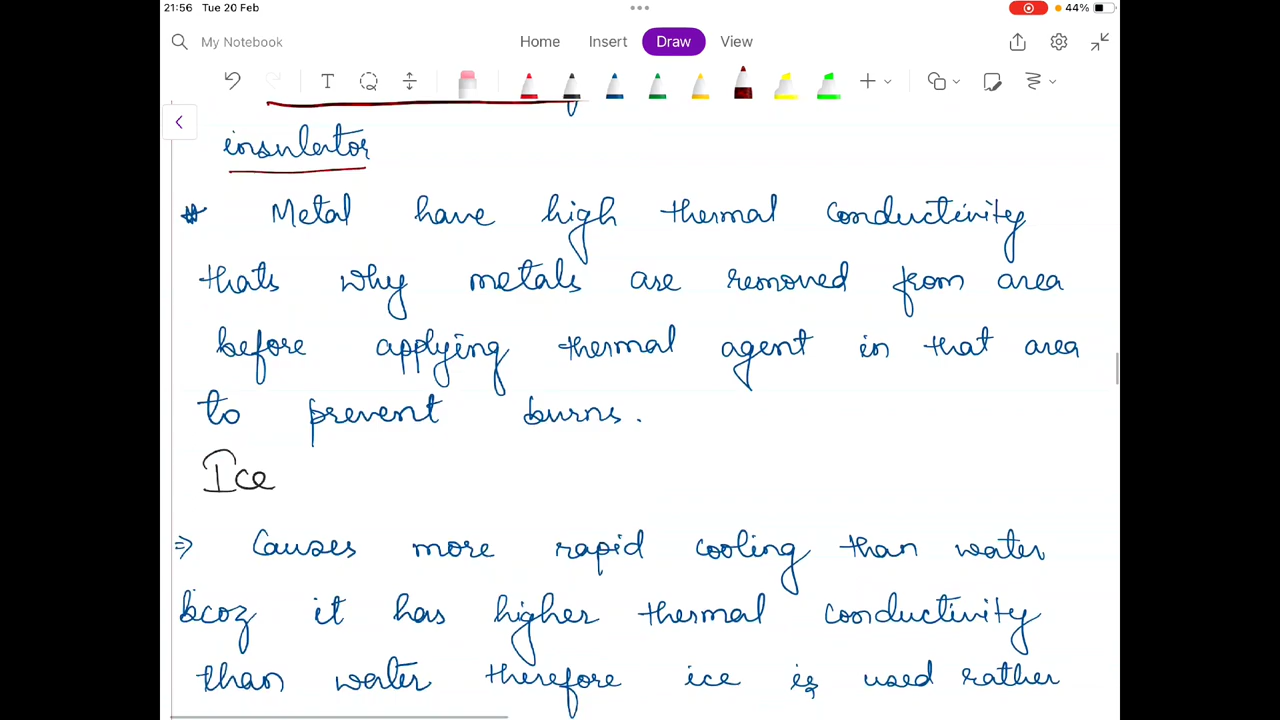 21:56 Tue 20 Feb
44%
My Notebook
Home Insert Draw View
T
insulator
* Metal have high thermal conductivity
thats why metals are removed from area
before applying thermal agent in that area
to prevent burns.
Ice
⇒ Causes more rapid cooling than water
bcoz it has higher thermal conductivity
than water therefore ice is used rather